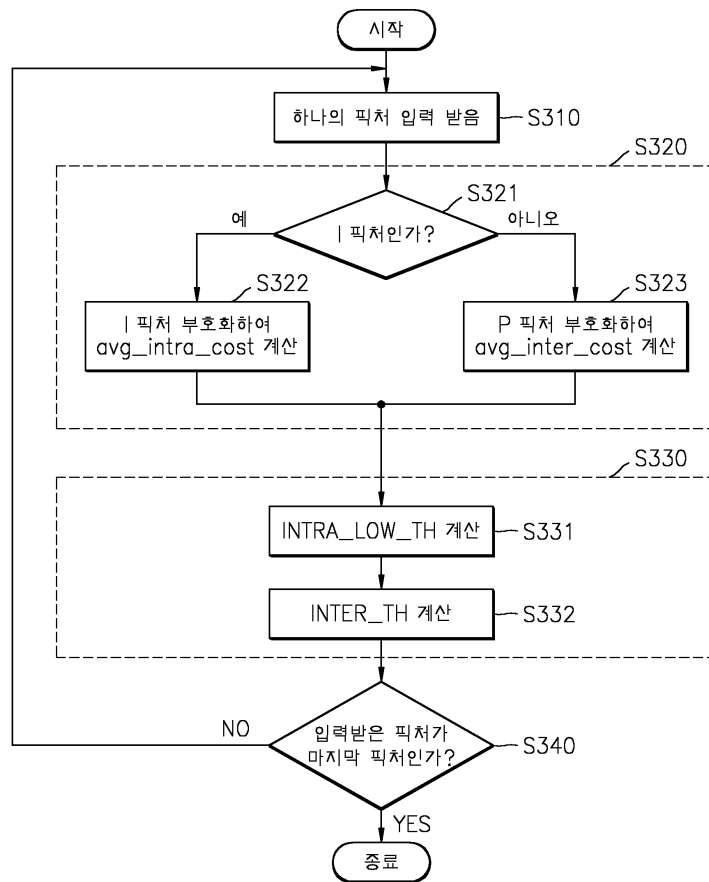 시작
하나의 픽처 입력 받음
S310
S320
S321
I 픽처인가?
예
아니오
S322
I 픽처 부호화하여
avg_intra_cost 계산
S323
P 픽처 부호화하여
avg_inter_cost 계산
S330
INTRA_LOW_TH 계산
S331
INTER_TH 계산
S332
입력받은 픽처가
마지막 픽처인가?
S340
NO
YES
종료